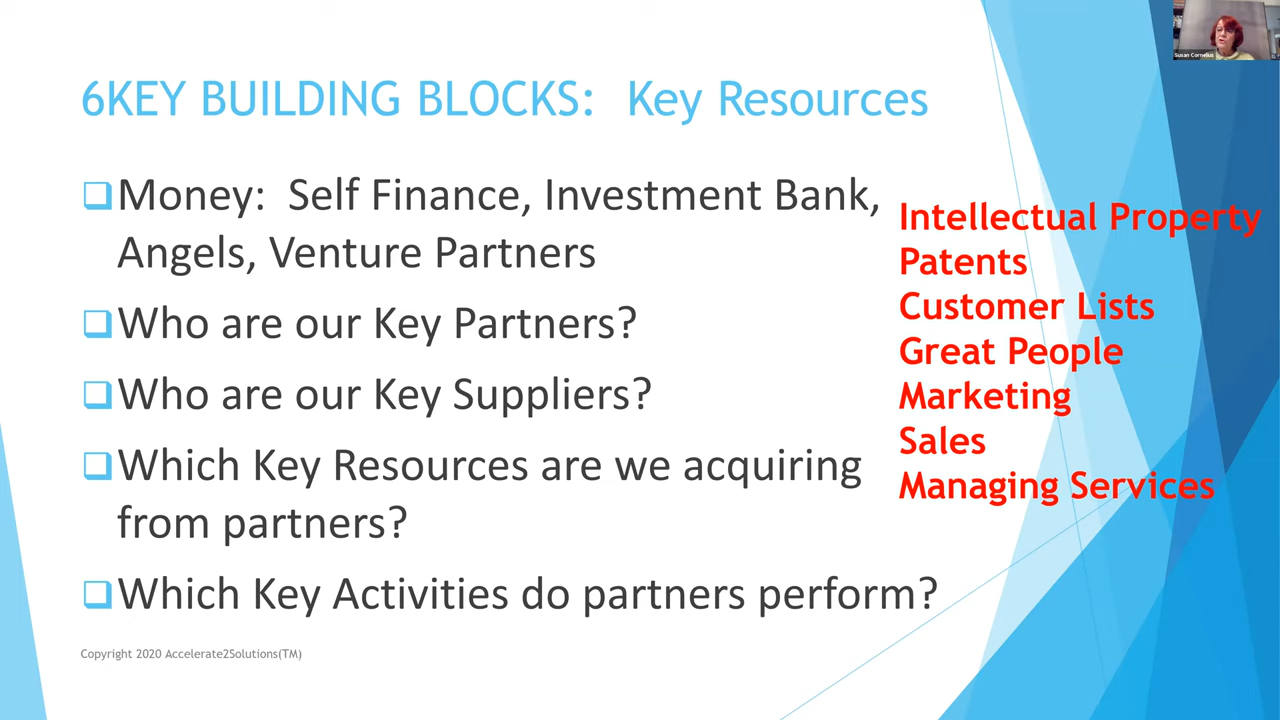 6KEY BUILDING BLOCKS:  Key Resources
Money:  Self Finance, Investment Bank,
Angels, Venture Partners
Who are our Key Partners?
Who are our Key Suppliers?
Which Key Resources are we acquiring
from partners?
Which Key Activities do partners perform?
Intellectual Property
Patents
Customer Lists
Great People
Marketing
Sales
Managing Services
Copyright 2020 Accelerate2Solutions(TM)
Susan Cornelius